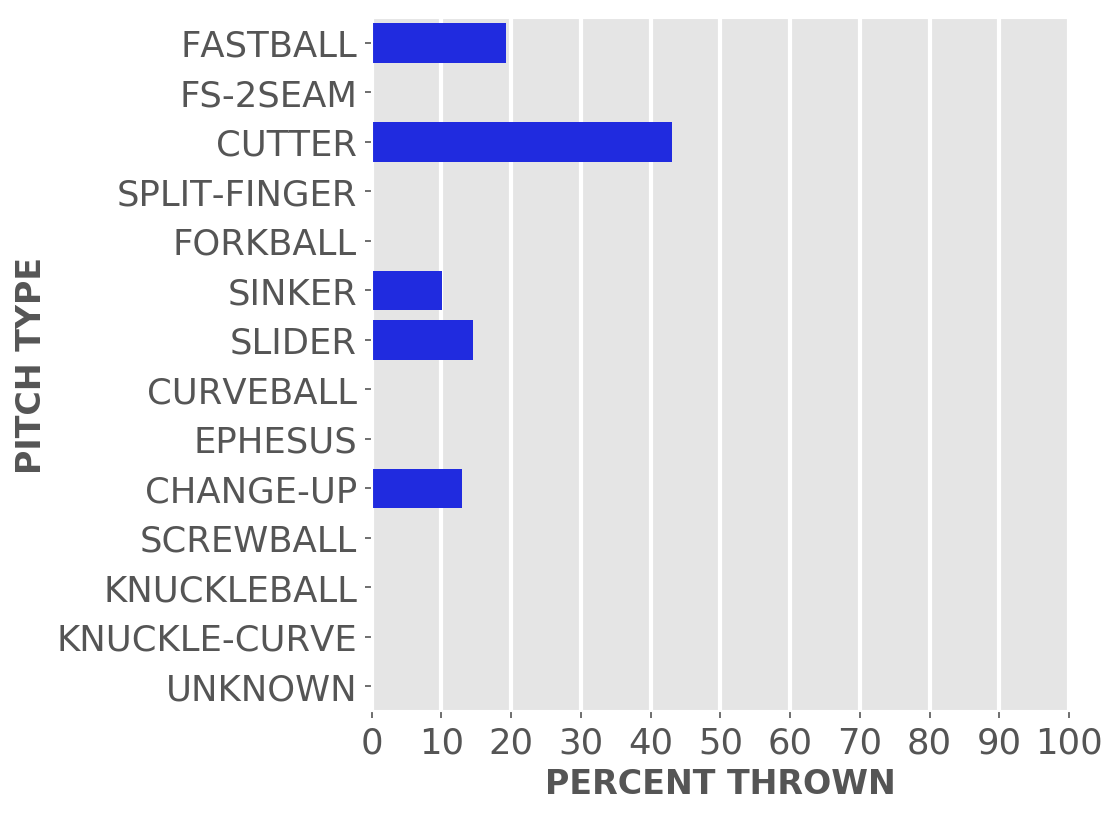 FASTBALL
FS-2SEAM
CUTTER
SPLIT-FINGER
FORKBALL
SINKER
SLIDER
CURVEBALL
EPHESUS
CHANGE-UP
SCREWBALL
KNUCKLEBALL
KNUCKLE-CURVE
UNKNOWN
PITCH TYPE
0 10 20 30 40 50 60 70 80 90 100
PERCENT THROWN